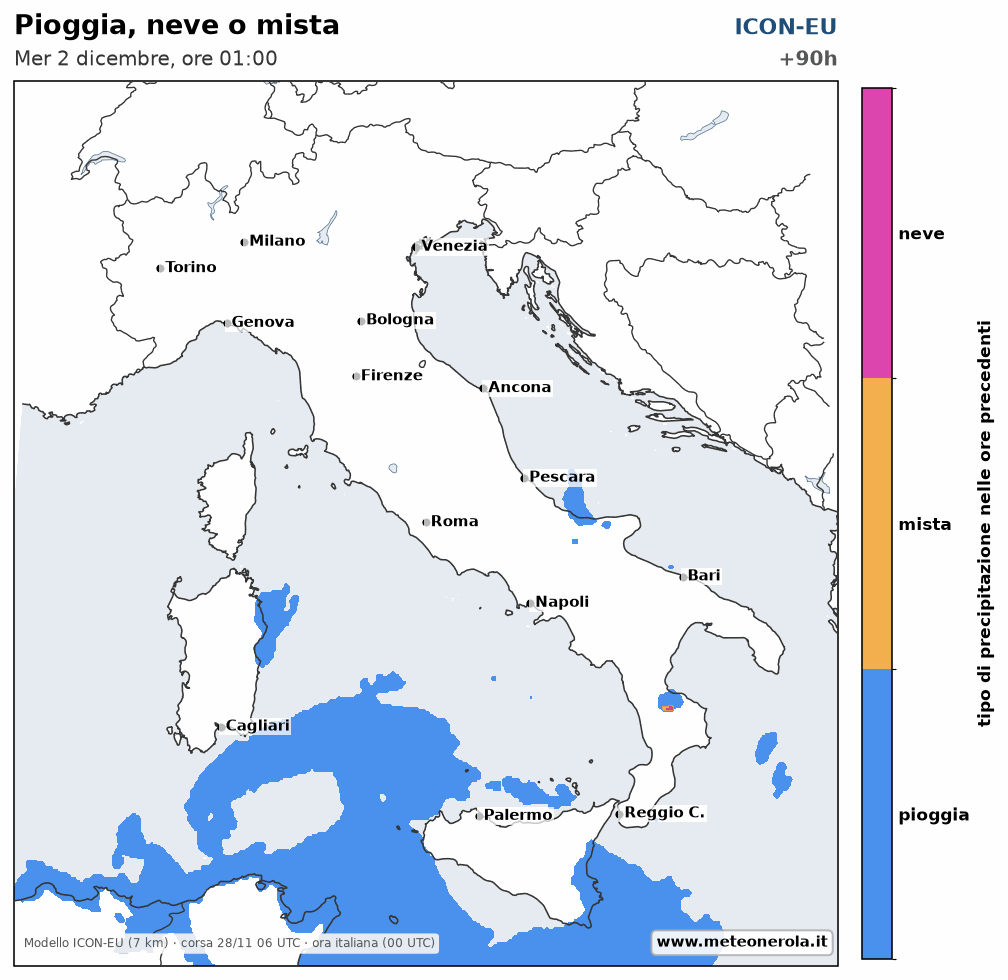 Pioggia, neve o mista
ICON-EU
Mer 2 dicembre, ore 01:00
+90h
neve
mista
pioggia
tipo di precipitazione nelle ore precedenti
Milano
Venezia
Torino
Genova
Bologna
Firenze
Ancona
Pescara
Roma
Bari
Napoli
Cagliari
Palermo
Reggio C.
Modello ICON-EU (7 km) · corsa 28/11 06 UTC · ora italiana (00 UTC)
www.meteonerola.it